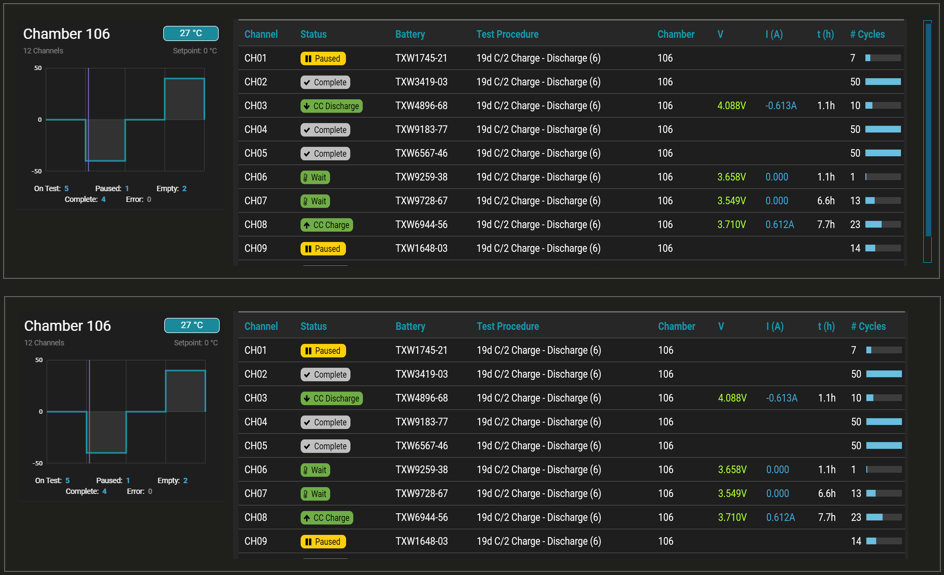 Chamber 106 27 °C
12 Channels Setpoint: 0 °C
50
0
-50
On Test: 5 Paused: 1 Empty: 2
Complete: 4 Error: 0
Channel Status Battery Test Procedure Chamber V I (A) t (h) # Cycles
CH01 Paused TXW1745-21 19d C/2 Charge - Discharge (6) 106 7
CH02 Complete TXW3419-03 19d C/2 Charge - Discharge (6) 106 50
CH03 CC Discharge TXW4896-68 19d C/2 Charge - Discharge (6) 106 4.088V -0.613A 1.1h 10
CH04 Complete TXW9183-77 19d C/2 Charge - Discharge (6) 106 50
CH05 Complete TXW6567-46 19d C/2 Charge - Discharge (6) 106 50
CH06 Wait TXW9259-38 19d C/2 Charge - Discharge (6) 106 3.658V 0.000 1.1h 1
CH07 Wait TXW9728-67 19d C/2 Charge - Discharge (6) 106 3.549V 0.000 6.6h 13
CH08 CC Charge TXW6944-56 19d C/2 Charge - Discharge (6) 106 3.710V 0.612A 7.7h 23
CH09 Paused TXW1648-03 19d C/2 Charge - Discharge (6) 106 14
Chamber 106 27 °C
12 Channels Setpoint: 0 °C
50
0
-50
On Test: 5 Paused: 1 Empty: 2
Complete: 4 Error: 0
Channel Status Battery Test Procedure Chamber V I (A) t (h) # Cycles
CH01 Paused TXW1745-21 19d C/2 Charge - Discharge (6) 106 7
CH02 Complete TXW3419-03 19d C/2 Charge - Discharge (6) 106 50
CH03 CC Discharge TXW4896-68 19d C/2 Charge - Discharge (6) 106 4.088V -0.613A 1.1h 10
CH04 Complete TXW9183-77 19d C/2 Charge - Discharge (6) 106 50
CH05 Complete TXW6567-46 19d C/2 Charge - Discharge (6) 106 50
CH06 Wait TXW9259-38 19d C/2 Charge - Discharge (6) 106 3.658V 0.000 1.1h 1
CH07 Wait TXW9728-67 19d C/2 Charge - Discharge (6) 106 3.549V 0.000 6.6h 13
CH08 CC Charge TXW6944-56 19d C/2 Charge - Discharge (6) 106 3.710V 0.612A 7.7h 23
CH09 Paused TXW1648-03 19d C/2 Charge - Discharge (6) 106 14